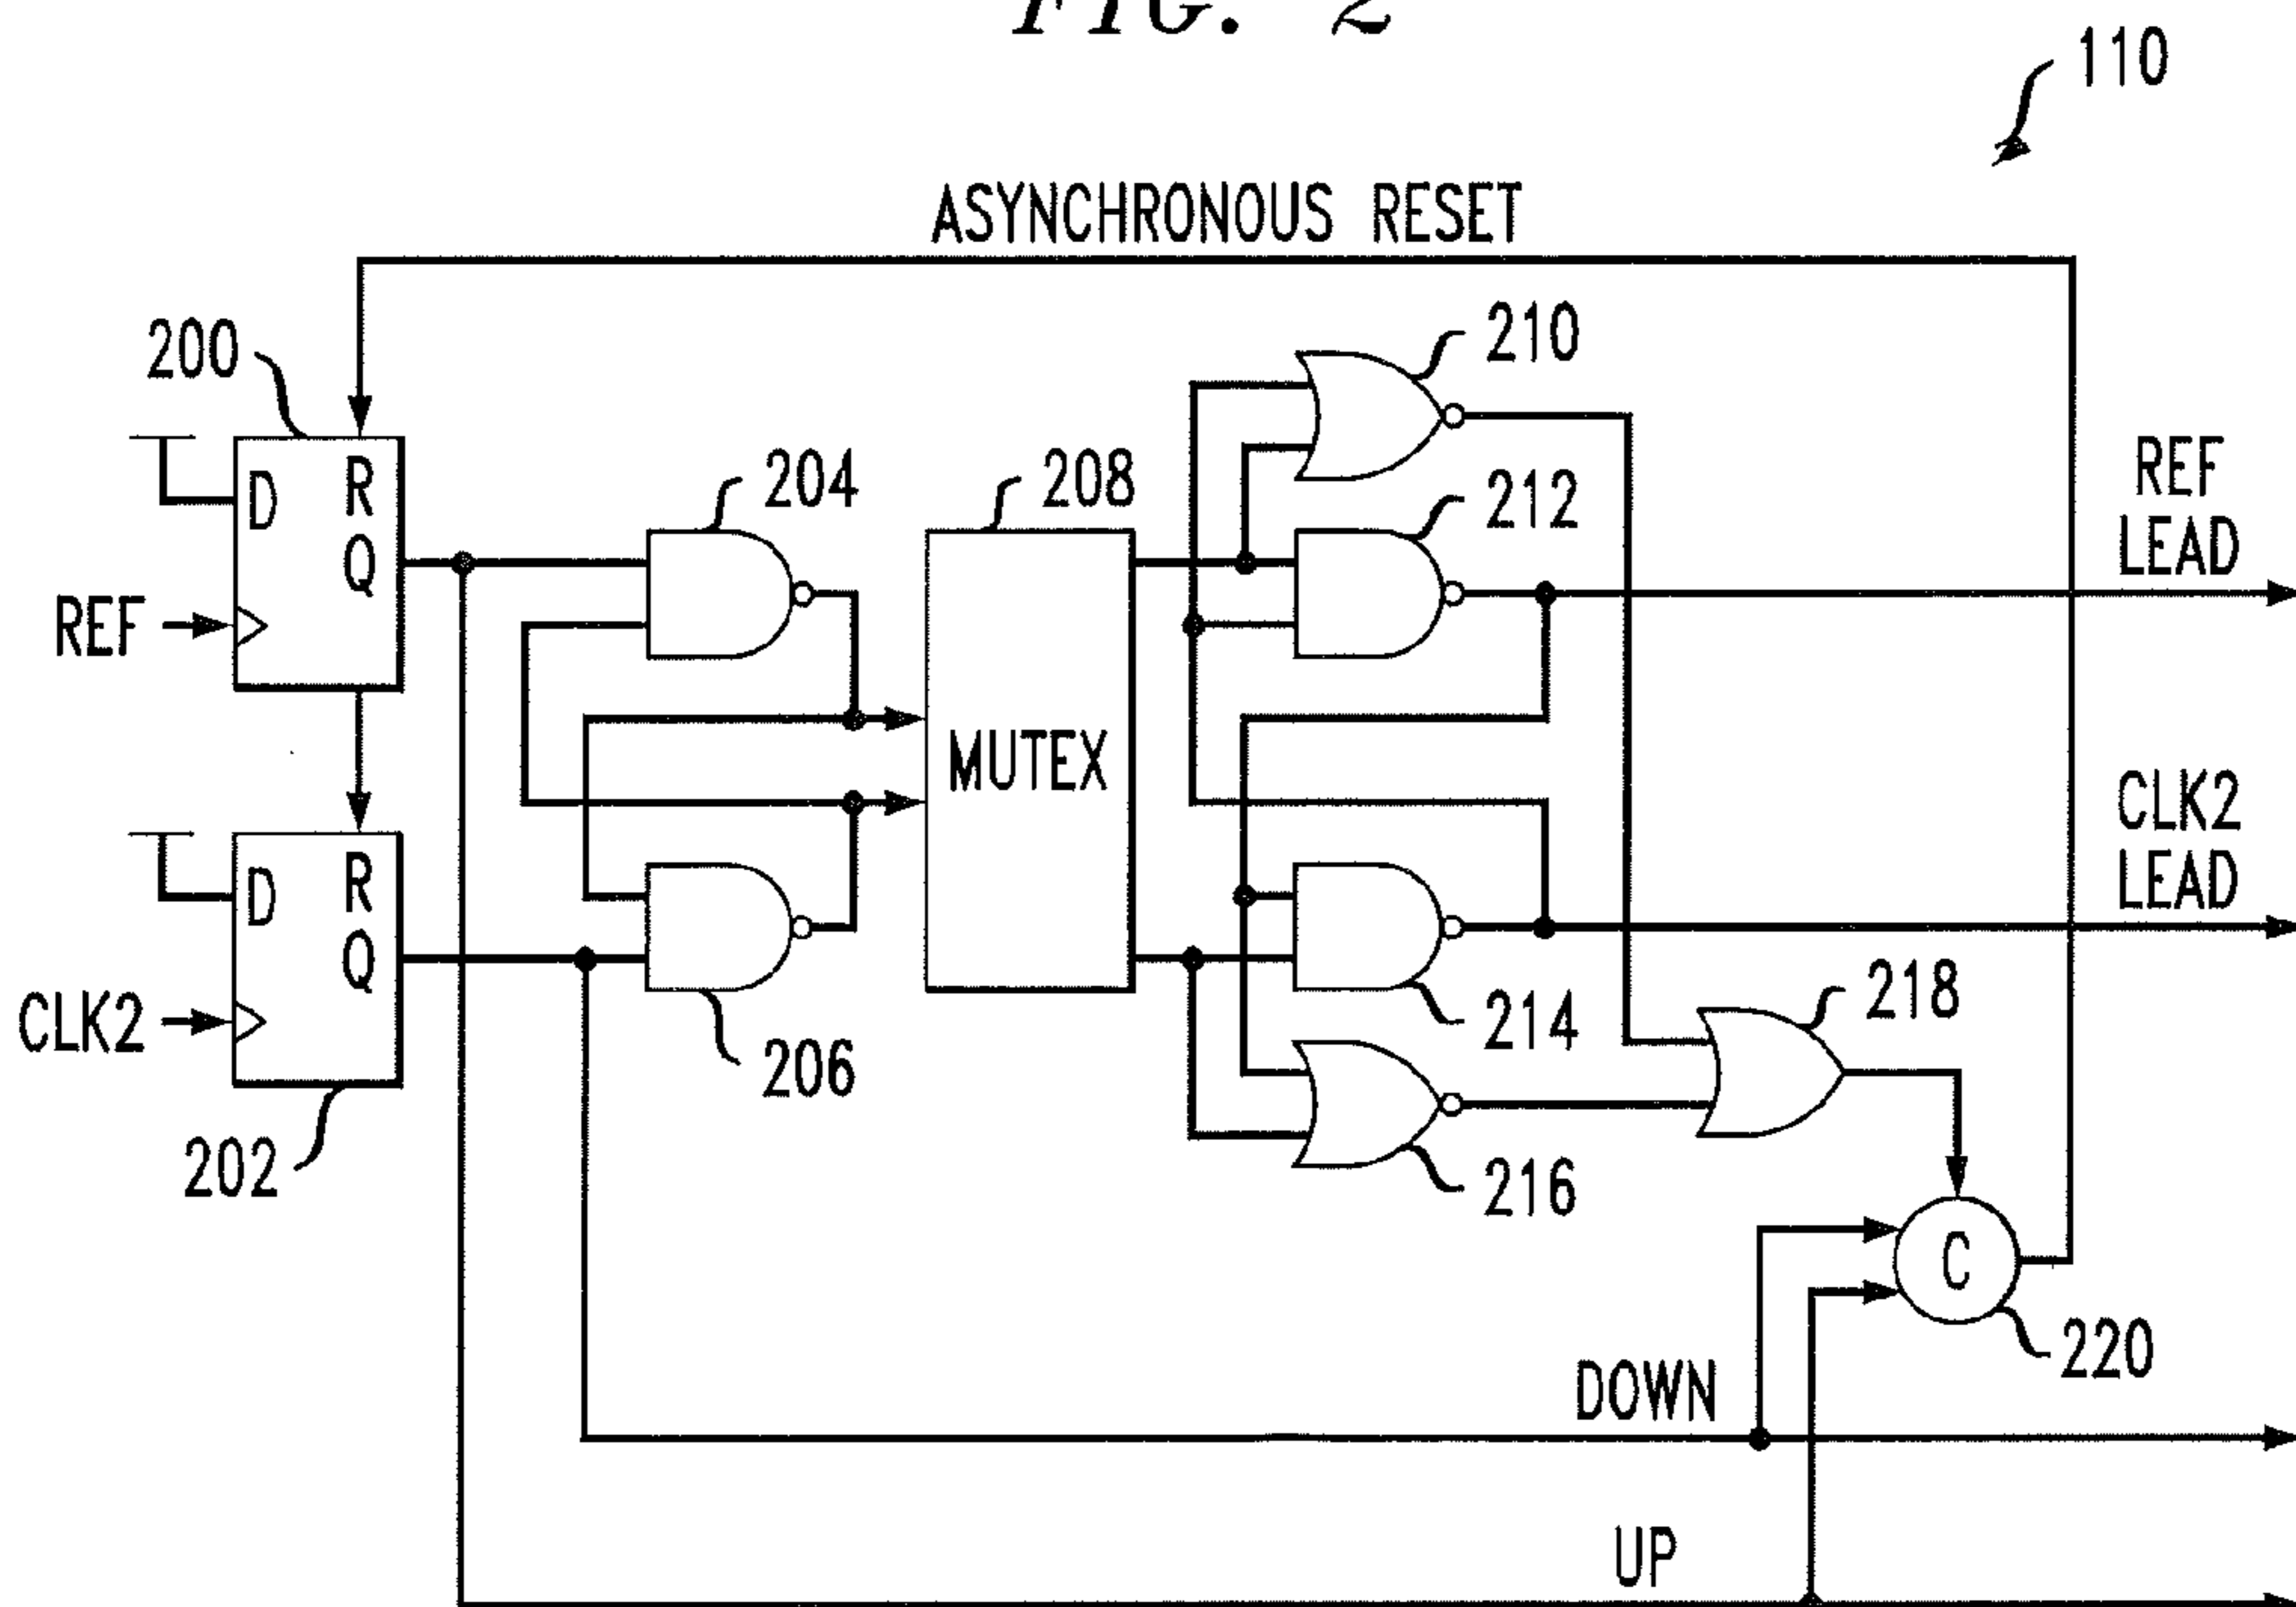 FIG. 2
110
ASYNCHRONOUS RESET
200
210
D
R
Q
REF
204
208
212
REF
LEAD
MUTEX
D
R
Q
CLK2
202
206
214
216
CLK2
LEAD
218
C
220
DOWN
UP